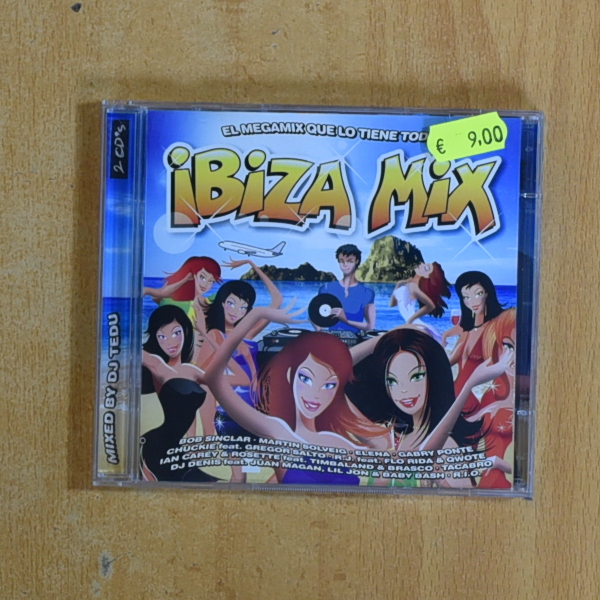 EL MEGAMIX QUE LO TIENE TOD
€ 9,00
iBiZA MiX
2-CD's
MIXED BY DJ TEDU
BOB SINCLAR · MARTIN SOLVEIG · ELENA · GABRY PONTE
CHUCKIE feat. GREGOR SALTO · R.J. feat. FLO RIDA & QWOTE
IAN CAREY & ROSETTE feat. TIMBALAND & BRASCO · TACABRO
DJ DENIS feat. JUAN MAGAN, LIL JON & BABY BASH · R.I.O.